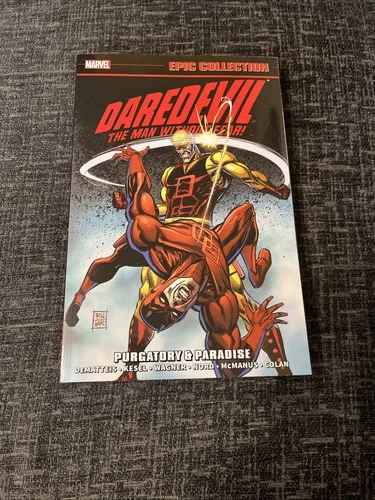 MARVEL
EPIC COLLECTION
DAREDEVIL
THE MAN WITHOUT FEAR!
PURGATORY & PARADISE
DEMATTEIS • KESEL • WAGNER • NORD • McMANUS • COLAN